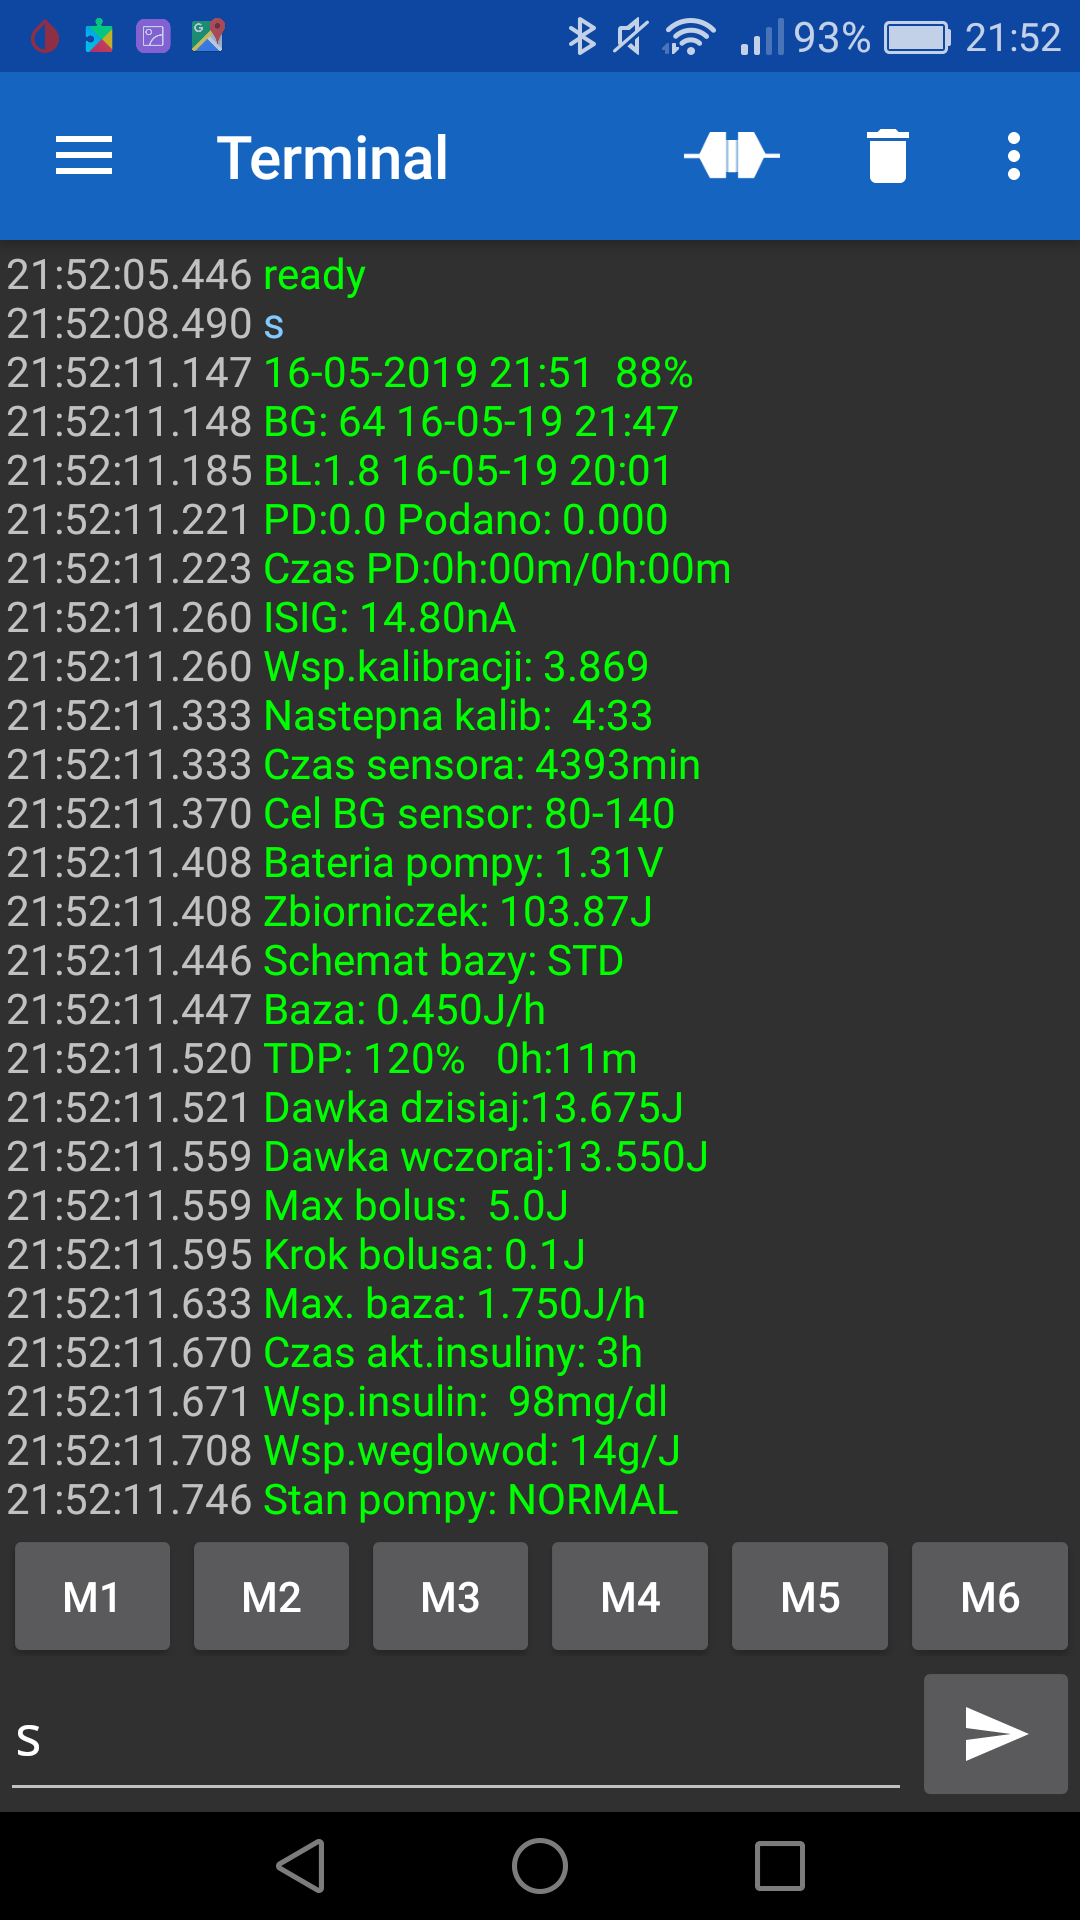 93% 21:52
Terminal
21:52:05.446 ready
21:52:08.490 s
21:52:11.147 16-05-2019 21:51  88%
21:52:11.148 BG: 64 16-05-19 21:47
21:52:11.185 BL:1.8 16-05-19 20:01
21:52:11.221 PD:0.0 Podano: 0.000
21:52:11.223 Czas PD:0h:00m/0h:00m
21:52:11.260 ISIG: 14.80nA
21:52:11.260 Wsp.kalibracji: 3.869
21:52:11.333 Nastepna kalib:  4:33
21:52:11.333 Czas sensora: 4393min
21:52:11.370 Cel BG sensor: 80-140
21:52:11.408 Bateria pompy: 1.31V
21:52:11.408 Zbiorniczek: 103.87J
21:52:11.446 Schemat bazy: STD
21:52:11.447 Baza: 0.450J/h
21:52:11.520 TDP: 120%   0h:11m
21:52:11.521 Dawka dzisiaj:13.675J
21:52:11.559 Dawka wczoraj:13.550J
21:52:11.559 Max bolus:  5.0J
21:52:11.595 Krok bolusa: 0.1J
21:52:11.633 Max. baza: 1.750J/h
21:52:11.670 Czas akt.insuliny: 3h
21:52:11.671 Wsp.insulin:  98mg/dl
21:52:11.708 Wsp.weglowod: 14g/J
21:52:11.746 Stan pompy: NORMAL
M1 M2 M3 M4 M5 M6
s